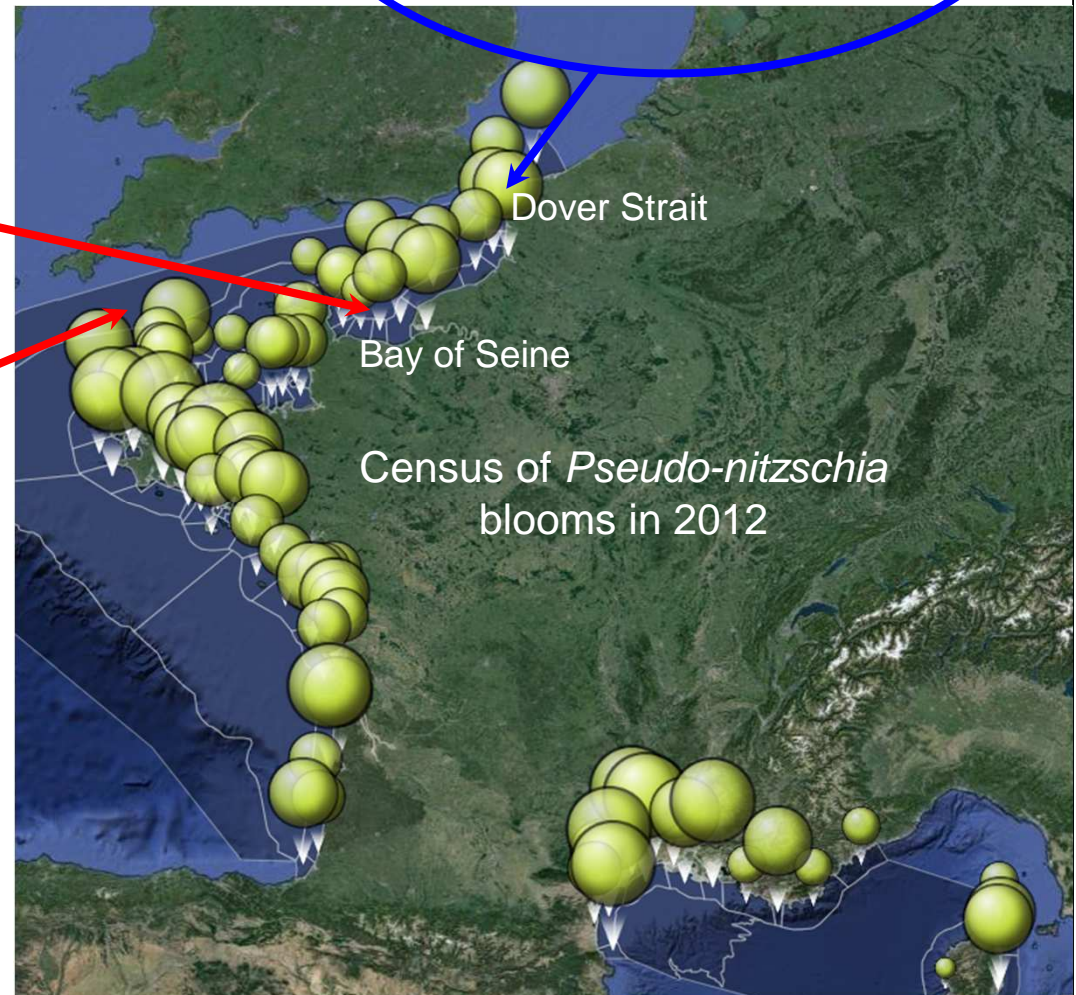 Dover Strait
Bay of Seine
Census of Pseudo-nitzschia
blooms in 2012